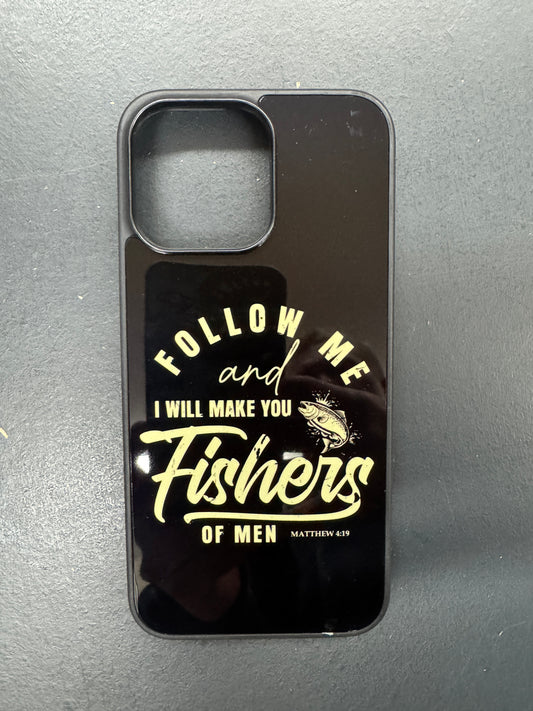 FOLLOW ME
and
I WILL MAKE YOU
Fishers
OF MEN MATTHEW 4:19